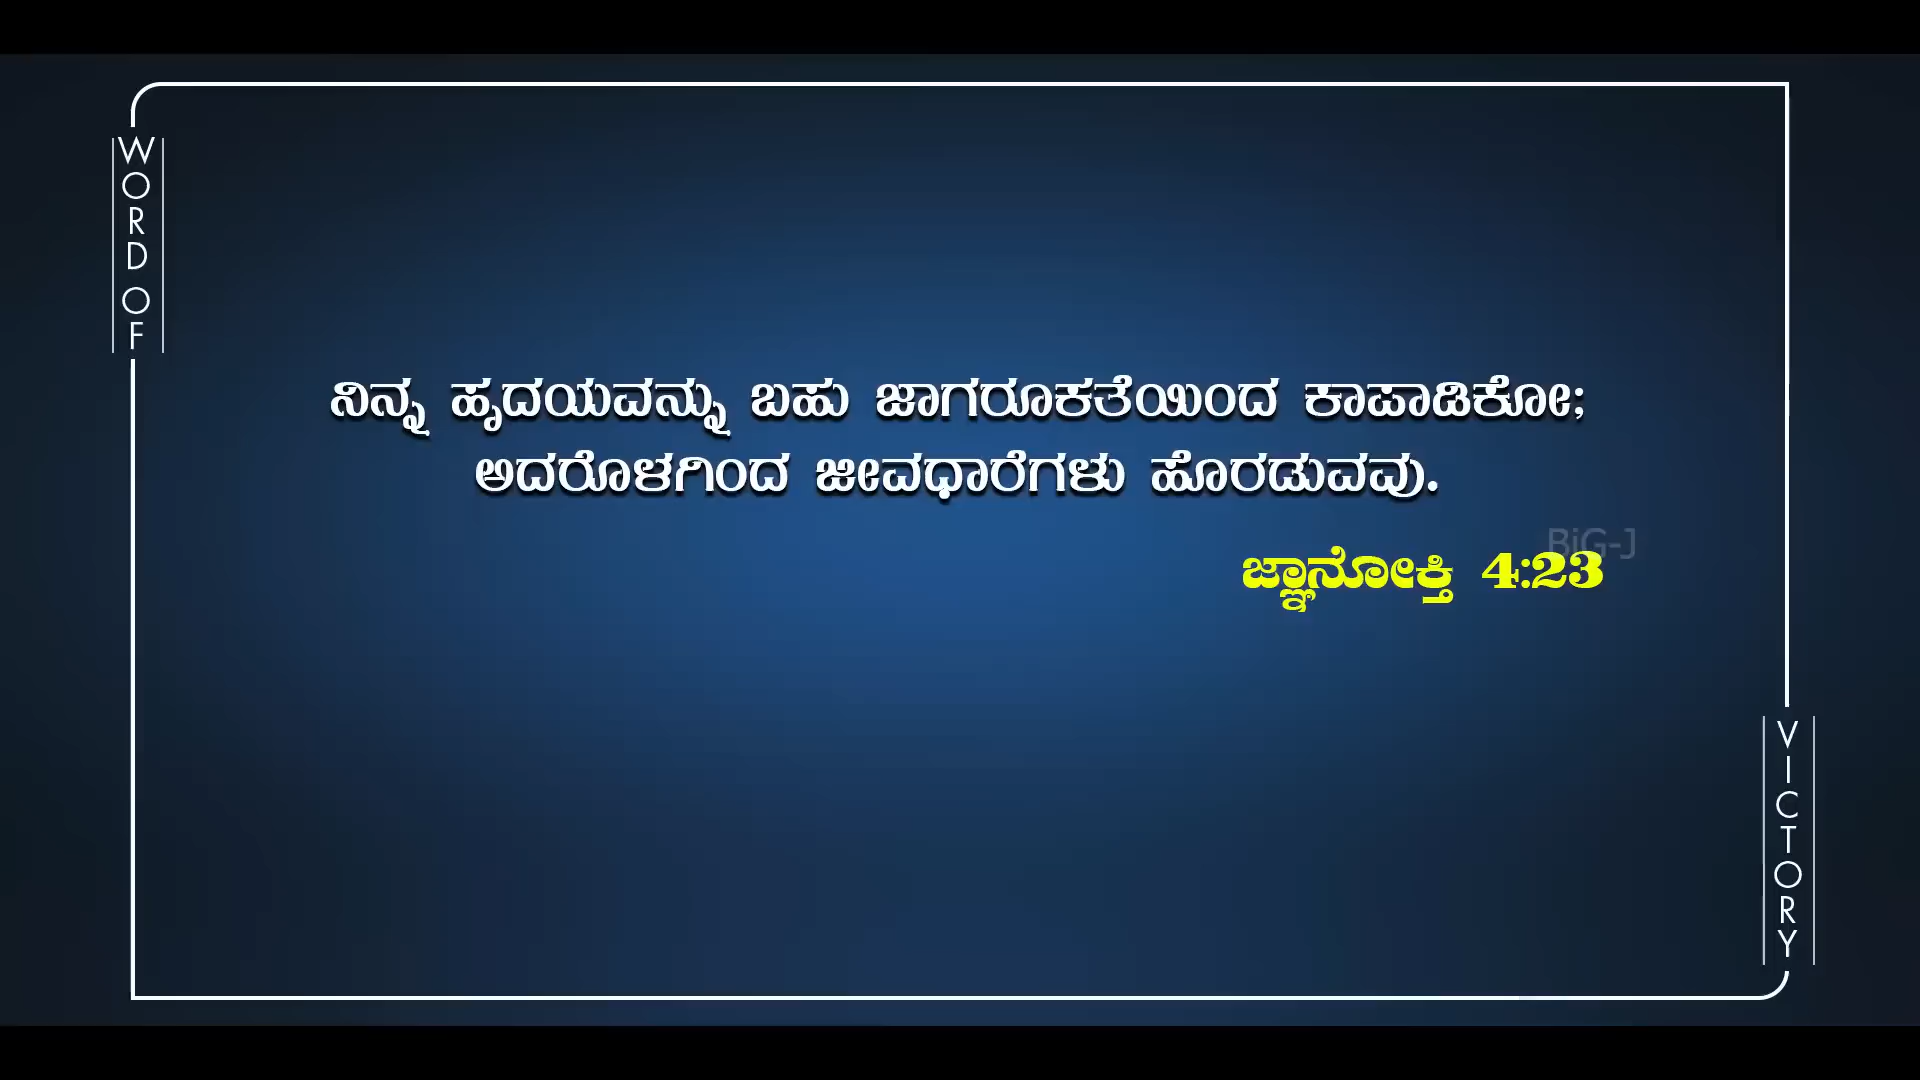 WORD OF
ನಿನ್ನ ಹೃದಯವನ್ನು ಬಹು ಜಾಗರೂಕತೆಯಿಂದ ಕಾಪಾಡಿಕೋ;
ಅದರೊಳಗಿಂದ ಜೀವಧಾರೆಗಳು ಹೊರಡುವವು.
BiG-J
ಜ್ಞಾನೋಕ್ತಿ 4:23
VICTORY